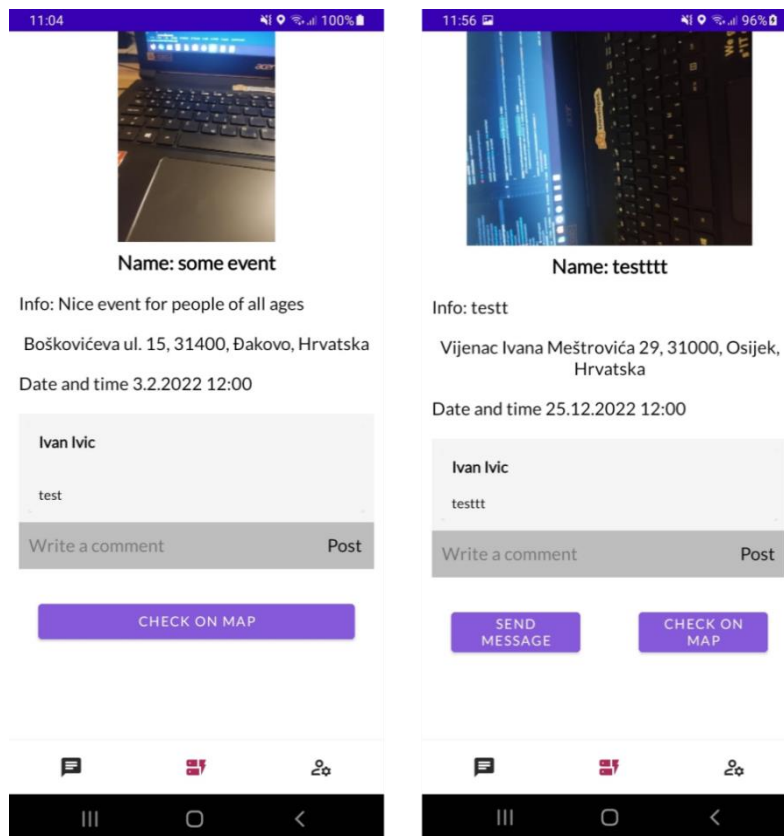 11:04
100%
acer
Name: some event
Info: Nice event for people of all ages
Boškovićeva ul. 15, 31400, Đakovo, Hrvatska
Date and time 3.2.2022 12:00
Ivan Ivic
test
Write a comment
Post
CHECK ON MAP
11:56
96%
Name: testttt
Info: testt
Vijenac Ivana Meštrovića 29, 31000, Osijek,
Hrvatska
Date and time 25.12.2022 12:00
Ivan Ivic
testtt
Write a comment
Post
SEND
MESSAGE
CHECK ON
MAP